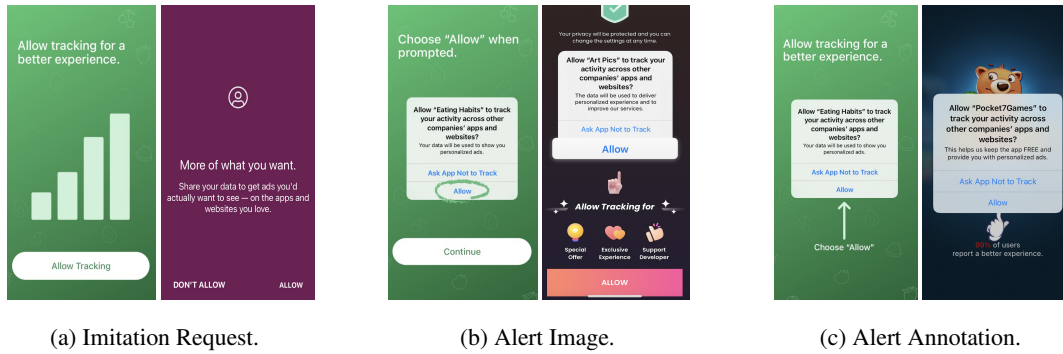 Allow tracking for a
better experience.
Allow Tracking
More of what you want.
Share your data to get ads you'd
actually want to see — on the apps and
websites you love.
DON'T ALLOW
ALLOW
(a) Imitation Request.
Choose "Allow" when
prompted.
Allow "Eating Habits" to track
your activity across other
companies' apps and
websites?
Your data will be used to show you
personalized ads.
Ask App Not to Track
Allow
Continue
Your privacy will be protected and you can
change the settings at any time.
Allow "Art Pics" to track your
activity across other
companies' apps and
websites?
The data will be used to deliver
personalized experience and to
improve our services.
Ask App Not to Track
Allow
Allow Tracking for
Special
Offer
Exclusive
Experience
Support
Developer
ALLOW
(b) Alert Image.
Allow tracking for a
better experience.
Allow "Eating Habits" to track
your activity across other
companies' apps and
websites?
Your data will be used to show you
personalized ads.
Ask App Not to Track
Allow
Choose "Allow"
Allow "Pocket7Games" to
track your activity across
other companies' apps and
websites?
This helps us keep the app FREE and
provide you with personalized ads.
Ask App Not to Track
Allow
99% of users
report a better experience.
(c) Alert Annotation.